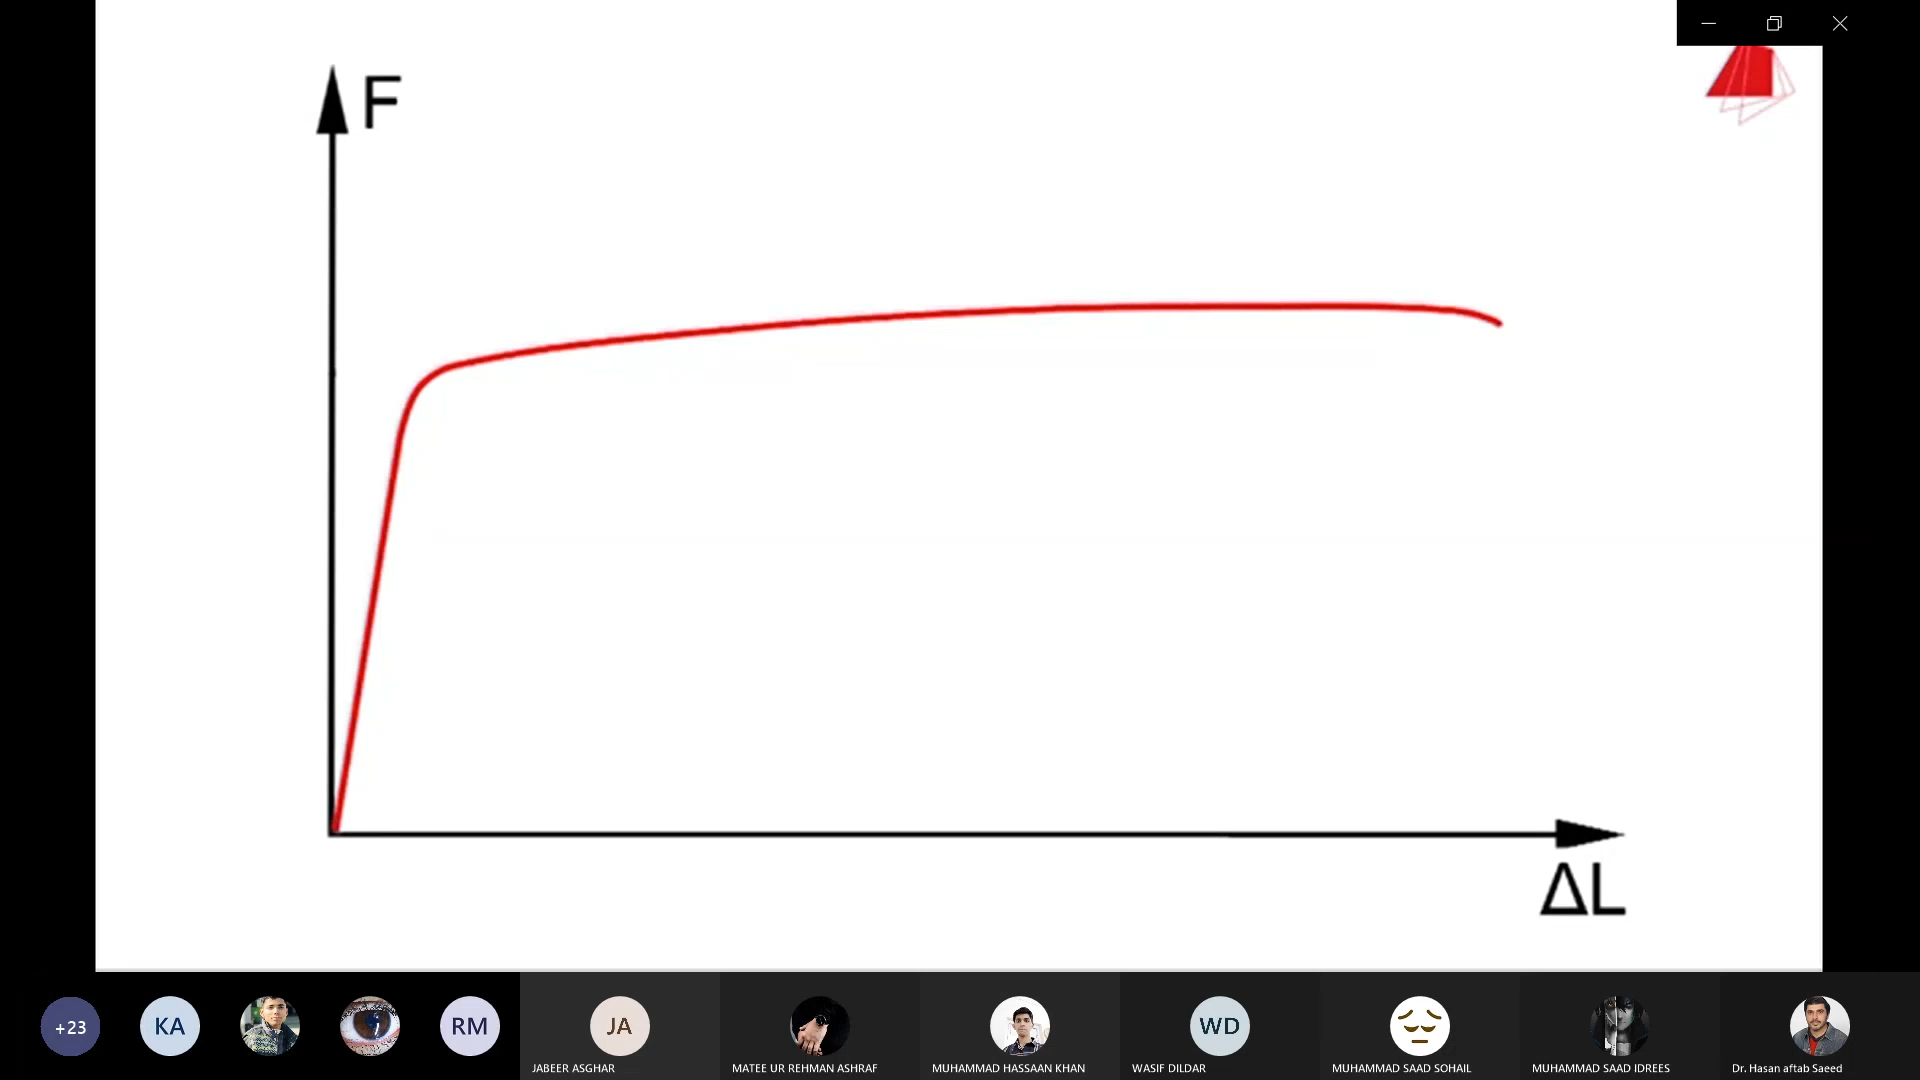 F
ΔL
+23
KA
RM
JA
WD
JABEER ASGHAR
MATEE UR REHMAN ASHRAF
MUHAMMAD HASSAAN KHAN
WASIF DILDAR
MUHAMMAD SAAD SOHAIL
MUHAMMAD SAAD IDREES
Dr. Hasan aftab Saeed